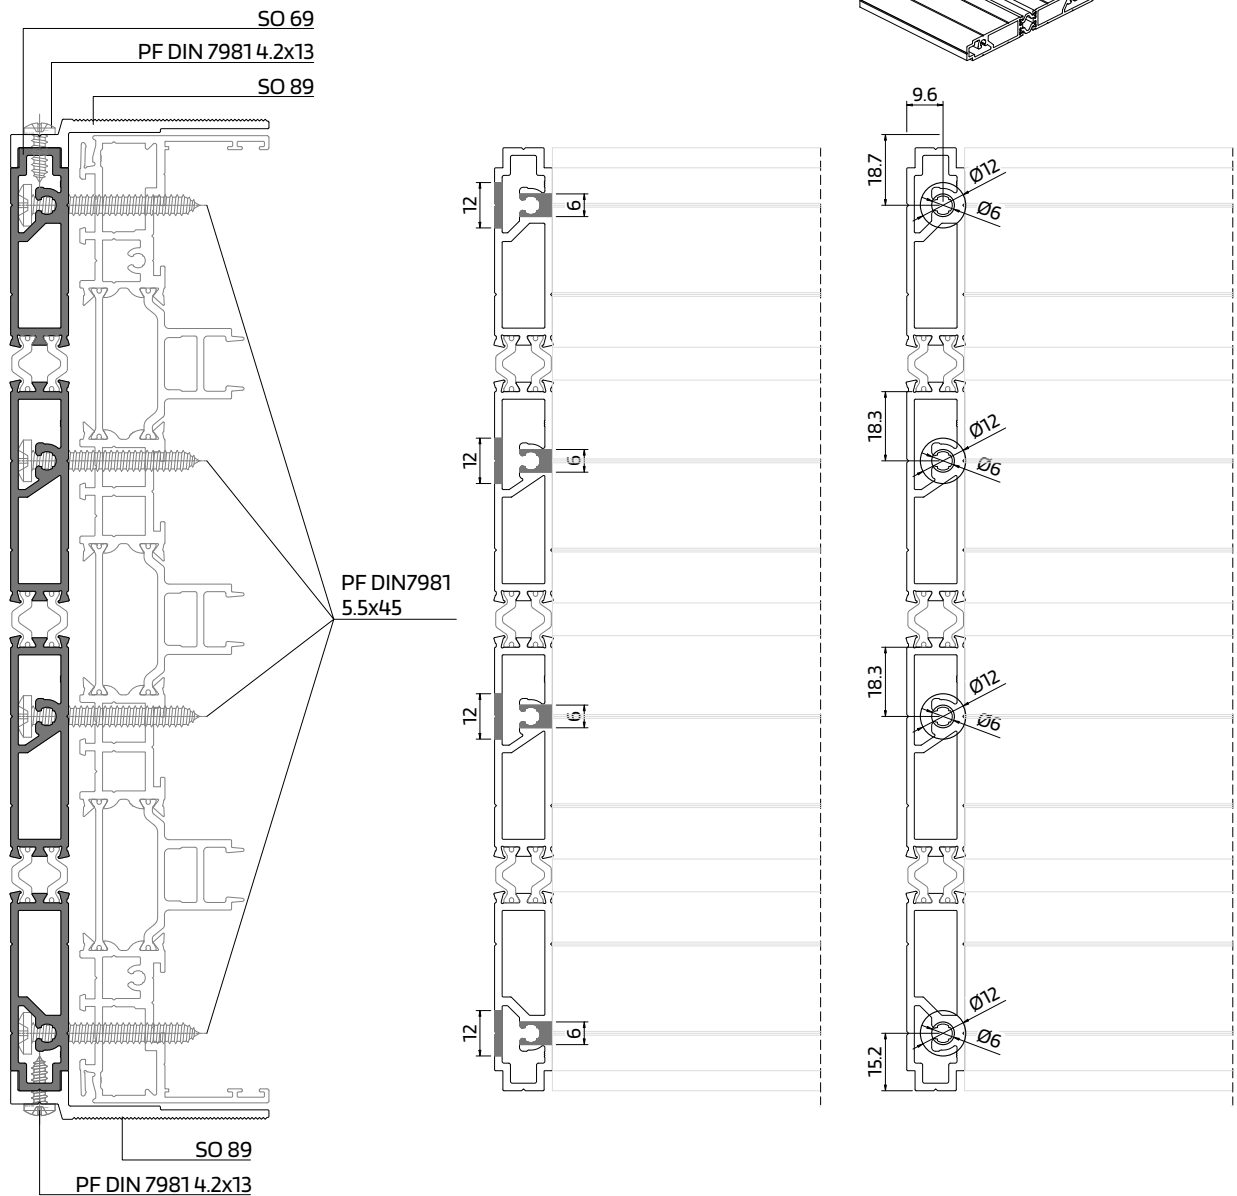 SO 69
PF DIN 7981 4.2x13
SO 89
9.6
18.7
Ø12
Ø6
12
6
18.3
Ø12
Ø6
12
6
PF DIN7981
5.5x45
18.3
Ø12
Ø6
12
6
Ø12
Ø6
12
6
15.2
SO 89
PF DIN 7981 4.2x13